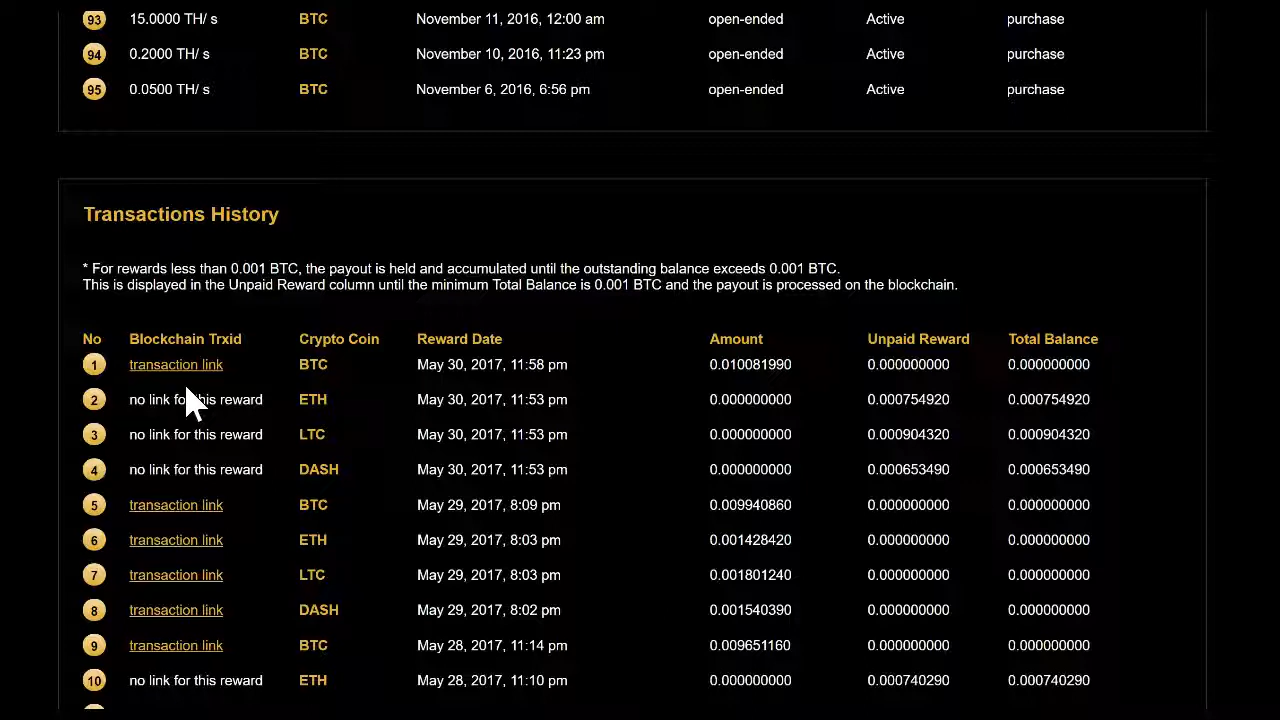 93 15.0000 TH/ s BTC November 11, 2016, 12:00 am open-ended Active purchase
94 0.2000 TH/ s BTC November 10, 2016, 11:23 pm open-ended Active purchase
95 0.0500 TH/ s BTC November 6, 2016, 6:56 pm open-ended Active purchase
Transactions History
* For rewards less than 0.001 BTC, the payout is held and accumulated until the outstanding balance exceeds 0.001 BTC.
This is displayed in the Unpaid Reward column until the minimum Total Balance is 0.001 BTC and the payout is processed on the blockchain.
No Blockchain Trxid Crypto Coin Reward Date Amount Unpaid Reward Total Balance
1 transaction link BTC May 30, 2017, 11:58 pm 0.010081990 0.000000000 0.000000000
2 no link for this reward ETH May 30, 2017, 11:53 pm 0.000000000 0.000754920 0.000754920
3 no link for this reward LTC May 30, 2017, 11:53 pm 0.000000000 0.000904320 0.000904320
4 no link for this reward DASH May 30, 2017, 11:53 pm 0.000000000 0.000653490 0.000653490
5 transaction link BTC May 29, 2017, 8:09 pm 0.009940860 0.000000000 0.000000000
6 transaction link ETH May 29, 2017, 8:03 pm 0.001428420 0.000000000 0.000000000
7 transaction link LTC May 29, 2017, 8:03 pm 0.001801240 0.000000000 0.000000000
8 transaction link DASH May 29, 2017, 8:02 pm 0.001540390 0.000000000 0.000000000
9 transaction link BTC May 28, 2017, 11:14 pm 0.009651160 0.000000000 0.000000000
10 no link for this reward ETH May 28, 2017, 11:10 pm 0.000000000 0.000740290 0.000740290